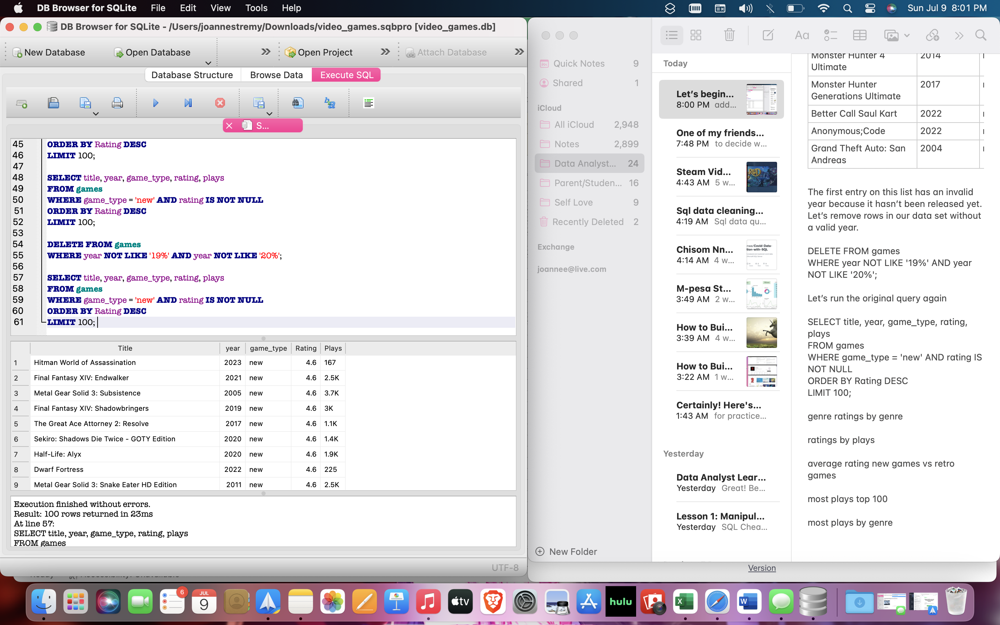 DB Browser for SQLite File Edit View Tools Help
Sun Jul 9 8:01 PM
DB Browser for SQLite - /Users/joannestremy/Downloads/video_games.sqbpro [video_games.db]
New Database Open Database Open Project Attach Database
Database Structure Browse Data Execute SQL
S...
45 ORDER BY Rating DESC
46 LIMIT 100;
47
48 SELECT title, year, game_type, rating, plays
49 FROM games
50 WHERE game_type = 'new' AND rating IS NOT NULL
51 ORDER BY Rating DESC
52 LIMIT 100;
53
54 DELETE FROM games
55 WHERE year NOT LIKE '19%' AND year NOT LIKE '20%';
56
57 SELECT title, year, game_type, rating, plays
58 FROM games
59 WHERE game_type = 'new' AND rating IS NOT NULL
60 ORDER BY Rating DESC
61 LIMIT 100;
Title year game_type Rating Plays
1 Hitman World of Assassination 2023 new 4.6 167
2 Final Fantasy XIV: Endwalker 2021 new 4.6 2.5K
3 Metal Gear Solid 3: Subsistence 2005 new 4.6 3.7K
4 Final Fantasy XIV: Shadowbringers 2019 new 4.6 3K
5 The Great Ace Attorney 2: Resolve 2017 new 4.6 1.1K
6 Sekiro: Shadows Die Twice - GOTY Edition 2020 new 4.6 1.4K
7 Half-Life: Alyx 2020 new 4.6 1.9K
8 Dwarf Fortress 2022 new 4.6 225
9 Metal Gear Solid 3: Snake Eater HD Edition 2011 new 4.6 2.5K
Execution finished without errors.
Result: 100 rows returned in 23ms
At line 57:
SELECT title, year, game_type, rating, plays
FROM games
UTF-8
Quick Notes 9
Shared 1
iCloud
All iCloud 2,948
Notes 2,899
Data Analyst... 24
Parent/Studen... 16
Self Love 9
Recently Deleted 2
Exchange
joannee@live.com
New Folder
Today
Let's begin...
8:00 PM add...
One of my friends...
7:48 PM to decide w...
Steam Vid...
4:43 AM 5 w...
Sql data cleaning...
4:19 AM Sql data qu...
Chisom Nn...
4:14 AM 4 w...
M-pesa St...
3:49 AM 2 w...
How to Bui...
3:39 AM 4 w...
How to Bui...
3:22 AM 1 w...
Certainly! Here's...
1:43 AM for practice...
Yesterday
Data Analyst Lear...
Yesterday Great! Be...
Lesson 1: Manipul...
Yesterday SQL Chea...
Aa
Monster Hunter 4 2014
Ultimate
Monster Hunter 2017
Generations Ultimate
Better Call Saul Kart 2022
Anonymous;Code 2022
Grand Theft Auto: San 2004
Andreas
The first entry on this list has an invalid
year because it hasn't been released yet.
Let's remove rows in our data set without
a valid year.
DELETE FROM games
WHERE year NOT LIKE '19%' AND year
NOT LIKE '20%';
Let's run the original query again
SELECT title, year, game_type, rating,
plays
FROM games
WHERE game_type = 'new' AND rating IS
NOT NULL
ORDER BY Rating DESC
LIMIT 100;
genre ratings by genre
ratings by plays
average rating new games vs retro
games
most plays top 100
most plays by genre
Version
6
JUL
9
tv
hulu
X
W